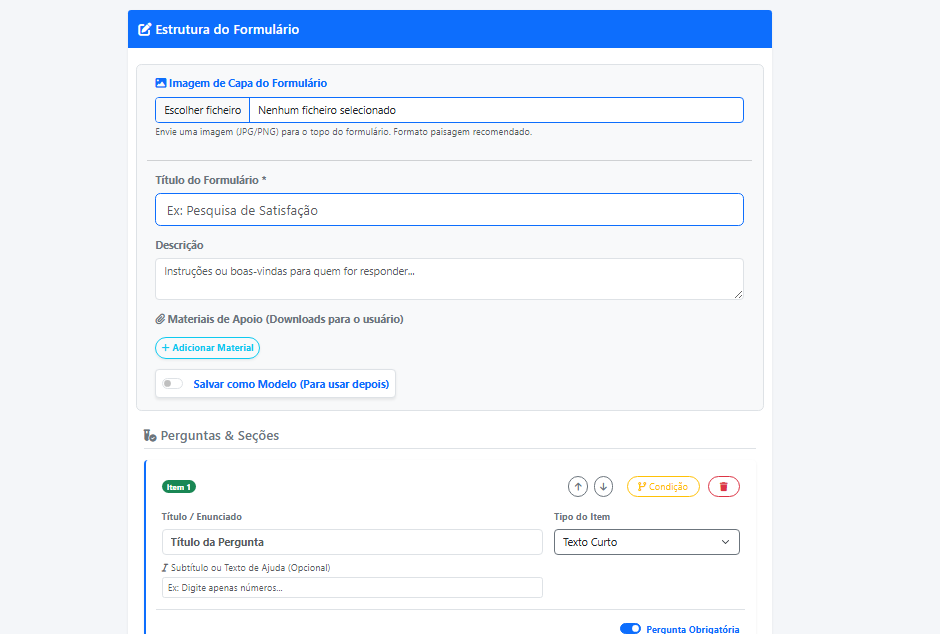 Estrutura do Formulário
Imagem de Capa do Formulário
Escolher ficheiro Nenhum ficheiro selecionado
Envie uma imagem (JPG/PNG) para o topo do formulário. Formato paisagem recomendado.
Título do Formulário *
Ex: Pesquisa de Satisfação
Descrição
Instruções ou boas-vindas para quem for responder...
Materiais de Apoio (Downloads para o usuário)
+ Adicionar Material
Salvar como Modelo (Para usar depois)
Perguntas & Seções
Item 1 Condição
Título / Enunciado Tipo do Item
Título da Pergunta Texto Curto
Subtítulo ou Texto de Ajuda (Opcional)
Ex: Digite apenas números...
Pergunta Obrigatória